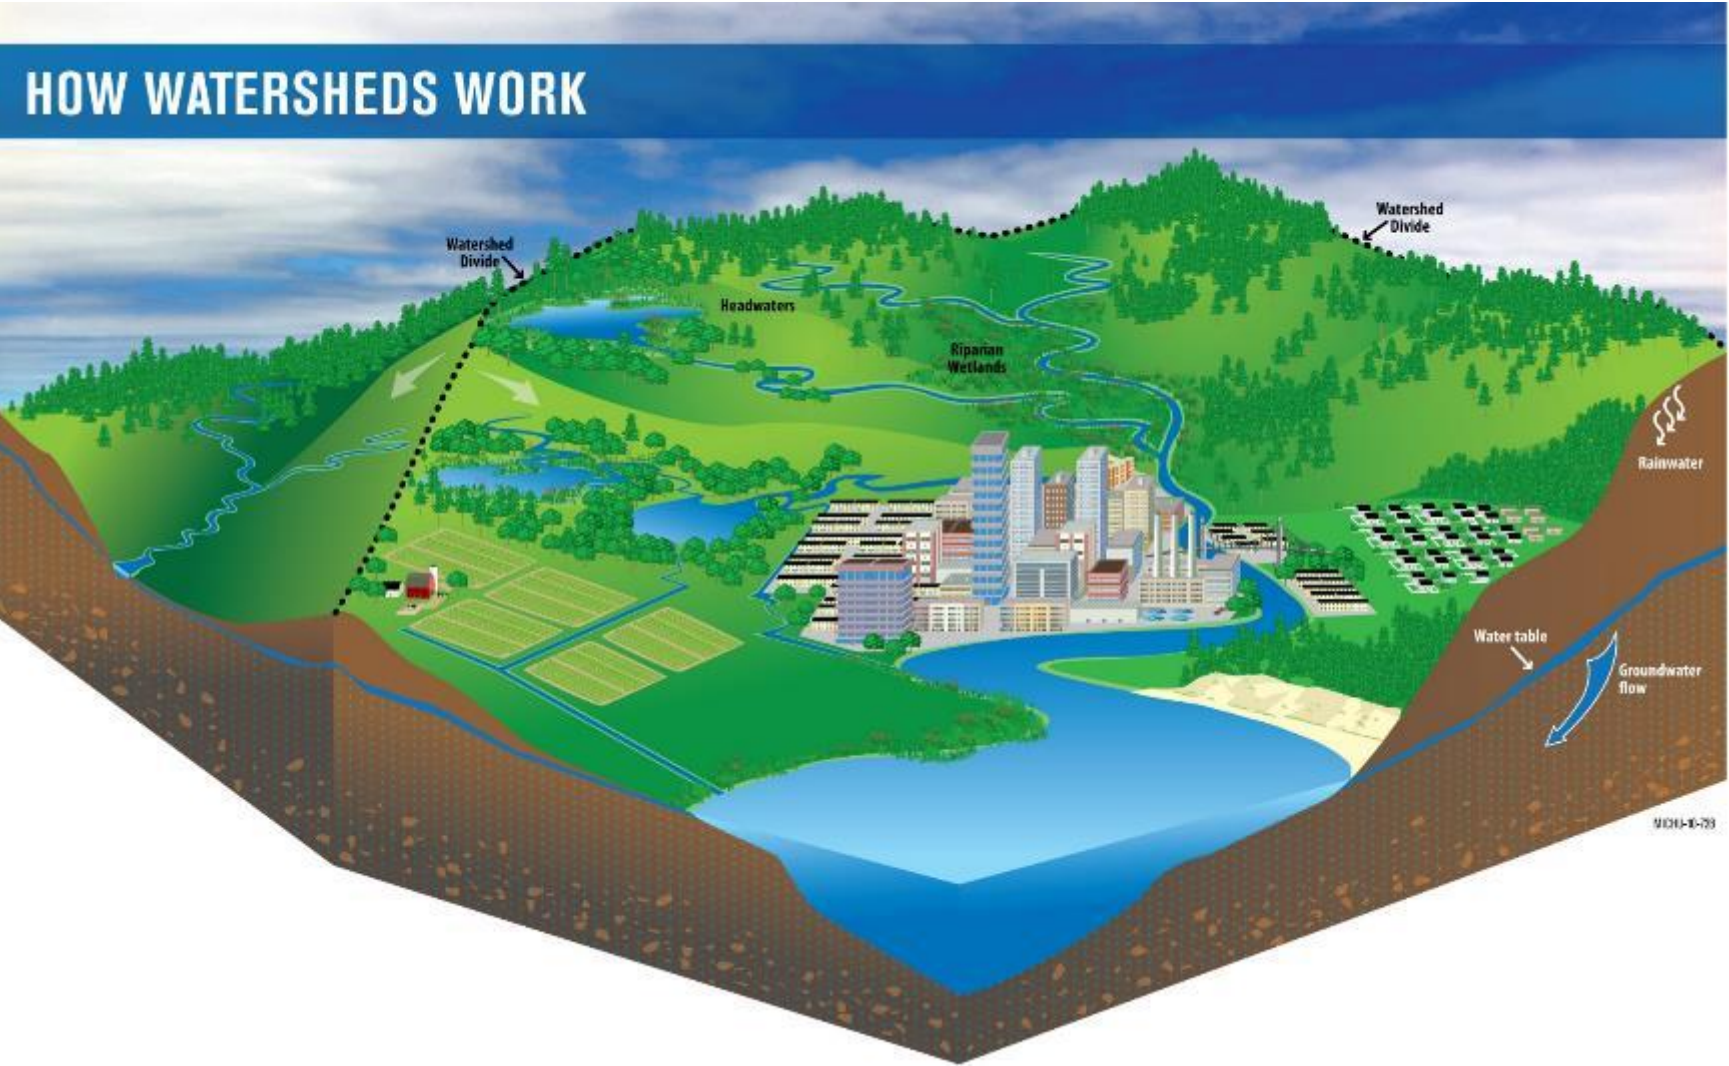 HOW WATERSHEDS WORK
Watershed
Divide
Watershed
Divide
Headwaters
Riparian
Wetlands
Rainwater
Water table
Groundwater
flow